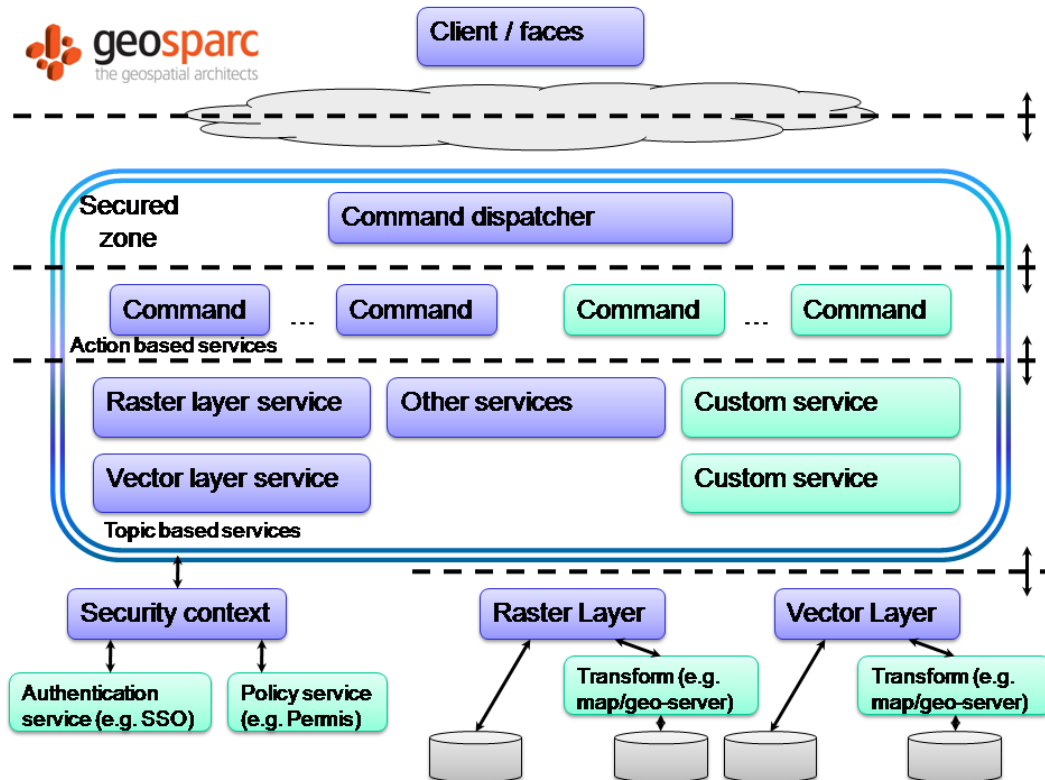 geosparc
the geospatial architects
Client / faces
Secured
zone
Command dispatcher
Command ... Command Command ... Command
Action based services
Raster layer service Other services Custom service
Vector layer service Custom service
Topic based services
Security context Raster Layer Vector Layer
Authentication
service (e.g. SSO)
Policy service
(e.g. Permis)
Transform (e.g.
map/geo-server)
Transform (e.g.
map/geo-server)